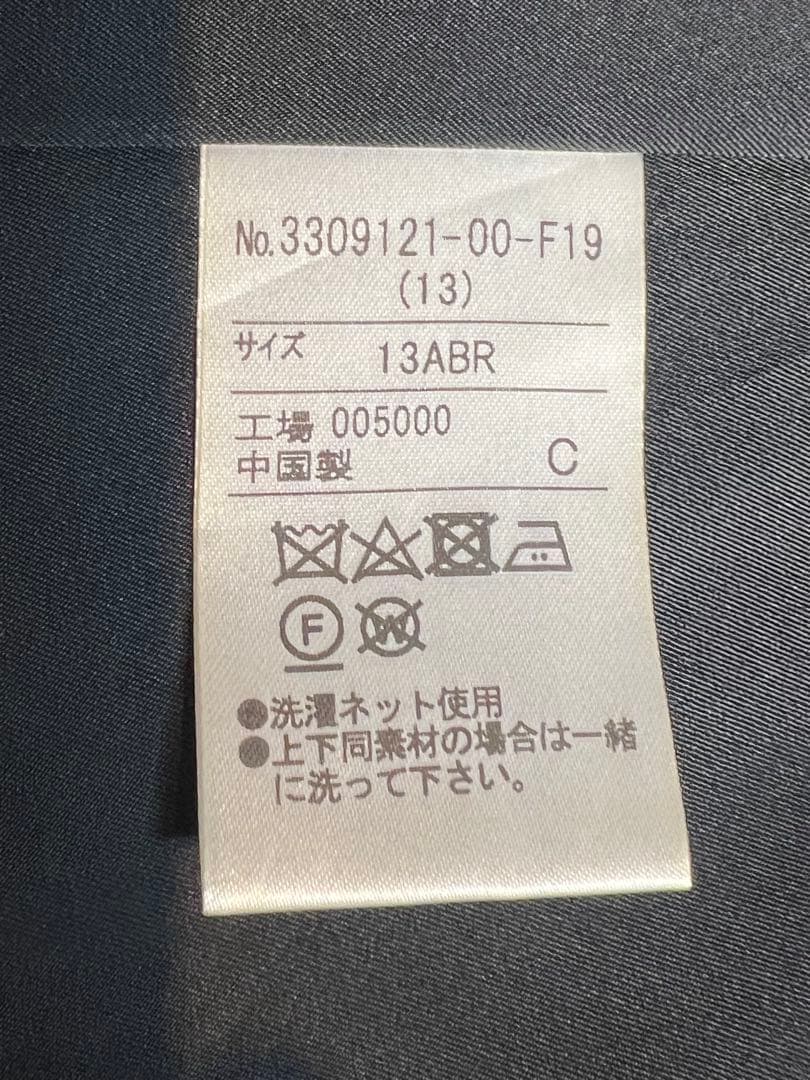 No.3309121-00-F19
(13)
サイズ 13ABR
工場 005000
中国製 C
F W
●洗濯ネット使用
●上下同素材の場合は一緒
に洗って下さい。